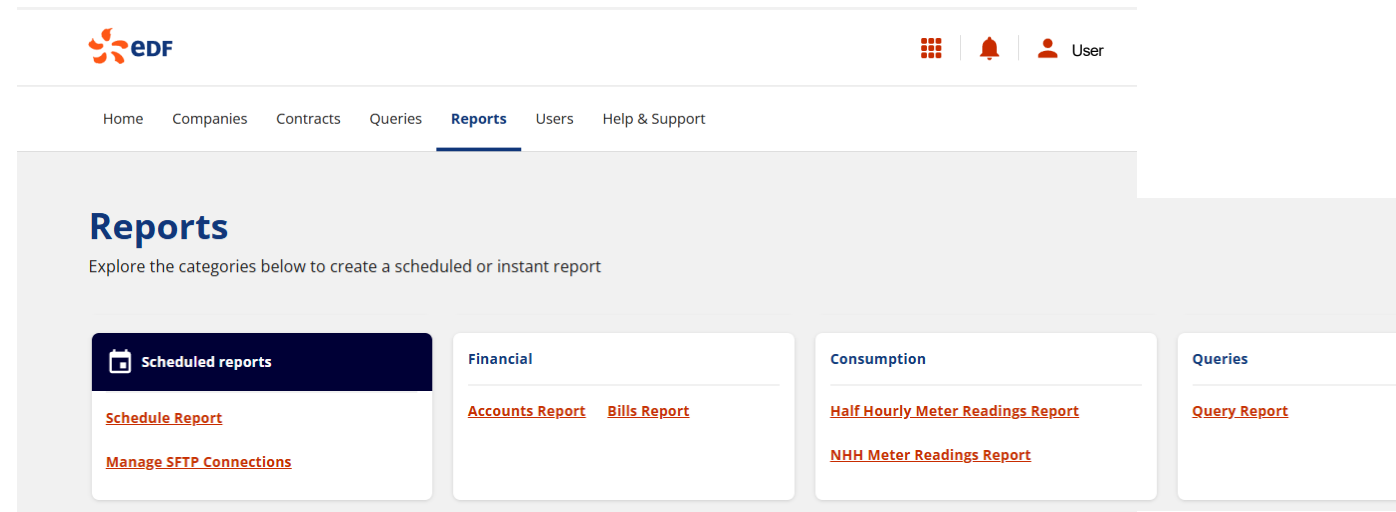 eDF
User
Home Companies Contracts Queries Reports Users Help & Support
Reports
Explore the categories below to create a scheduled or instant report
Scheduled reports
Schedule Report
Manage SFTP Connections
Financial
Accounts Report Bills Report
Consumption
Half Hourly Meter Readings Report
NHH Meter Readings Report
Queries
Query Report